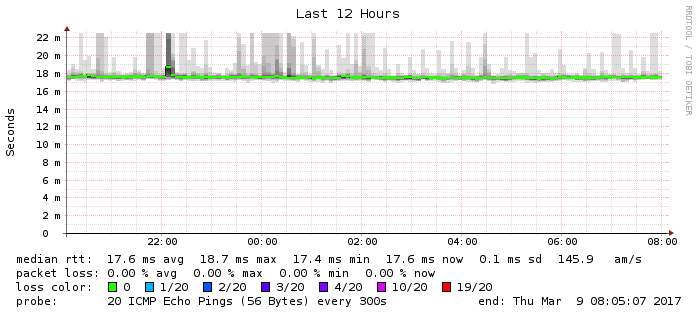 Last 12 Hours
RRDTOOL / TOBI OETIKER
Seconds
22 m
20 m
18 m
16 m
14 m
12 m
10 m
8 m
6 m
4 m
2 m
0
22:00 00:00 02:00 04:00 06:00 08:00
median rtt: 17.6 ms avg 18.7 ms max 17.4 ms min 17.6 ms now 0.1 ms sd 145.9 am/s
packet loss: 0.00 % avg 0.00 % max 0.00 % min 0.00 % now
loss color: 0 1/20 2/20 3/20 4/20 10/20 19/20
probe: 20 ICMP Echo Pings (56 Bytes) every 300s end: Thu Mar 9 08:05:07 2017